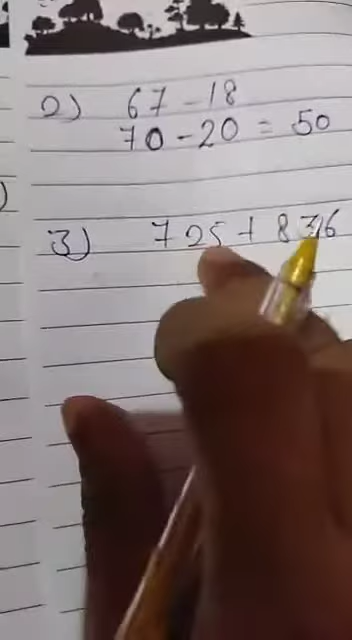 2) 67 - 18
70 - 20 = 50
3) 725 + 836